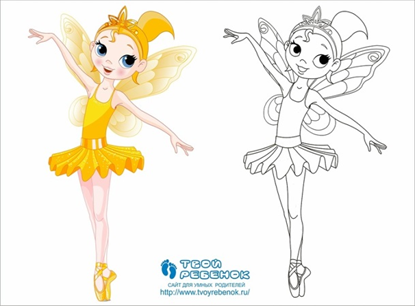 ТВОЙ
РЕБЕНОК
САЙТ ДЛЯ УМНЫХ РОДИТЕЛЕЙ
http://www.tvoyrebenok.ru/